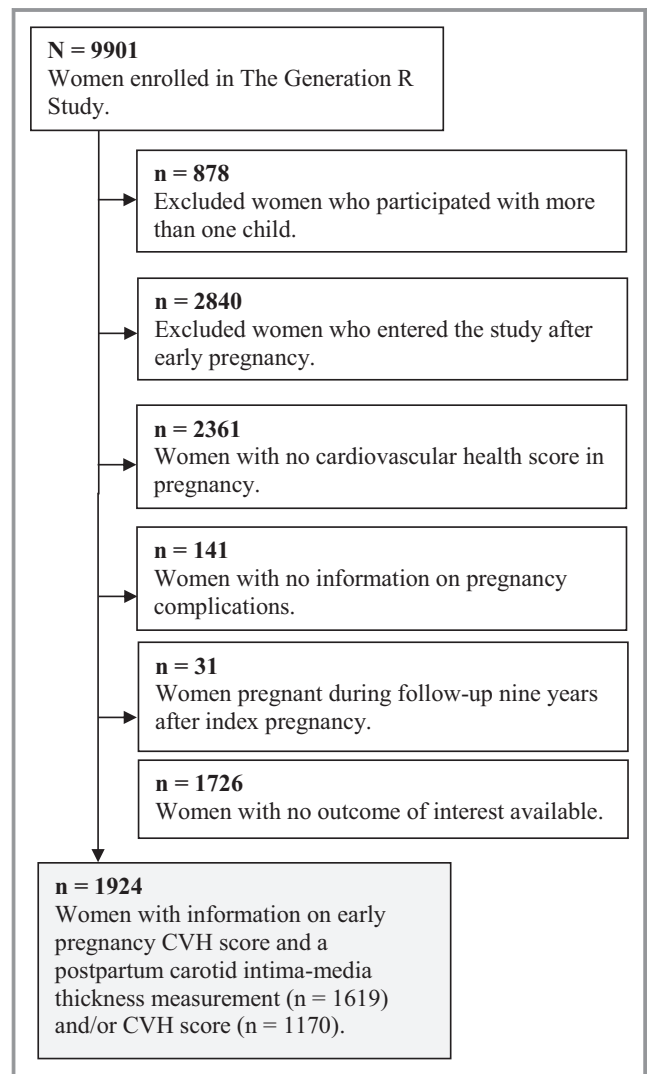 N = 9901
Women enrolled in The Generation R
Study.
n = 878
Excluded women who participated with more
than one child.
n = 2840
Excluded women who entered the study after
early pregnancy.
n = 2361
Women with no cardiovascular health score in
pregnancy.
n = 141
Women with no information on pregnancy
complications.
n = 31
Women pregnant during follow-up nine years
after index pregnancy.
n = 1726
Women with no outcome of interest available.
n = 1924
Women with information on early
pregnancy CVH score and a
postpartum carotid intima-media
thickness measurement (n = 1619)
and/or CVH score (n = 1170).